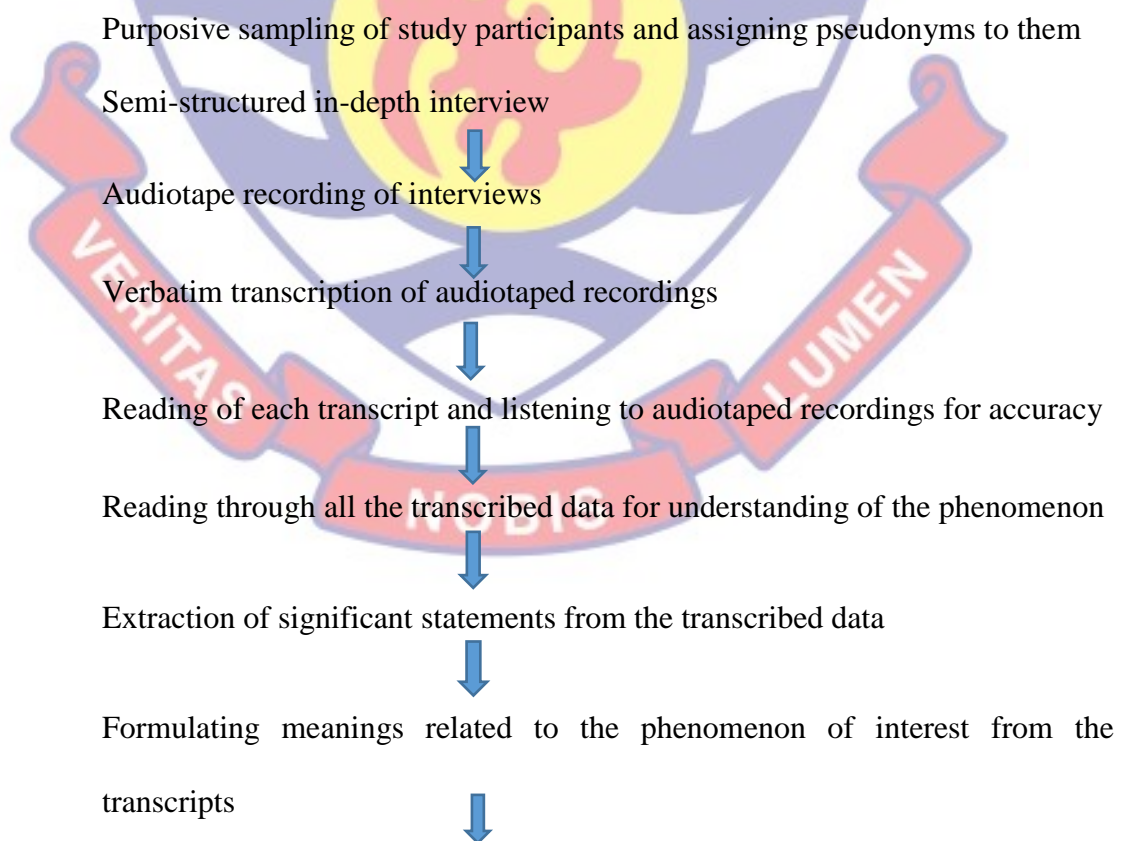 Purposive sampling of study participants and assigning pseudonyms to them
Semi-structured in-depth interview
Audiotape recording of interviews
Verbatim transcription of audiotaped recordings
Reading of each transcript and listening to audiotaped recordings for accuracy
Reading through all the transcribed data for understanding of the phenomenon
Extraction of significant statements from the transcribed data
Formulating meanings related to the phenomenon of interest from the
transcripts
VERITAS
NOBIS
LUMEN